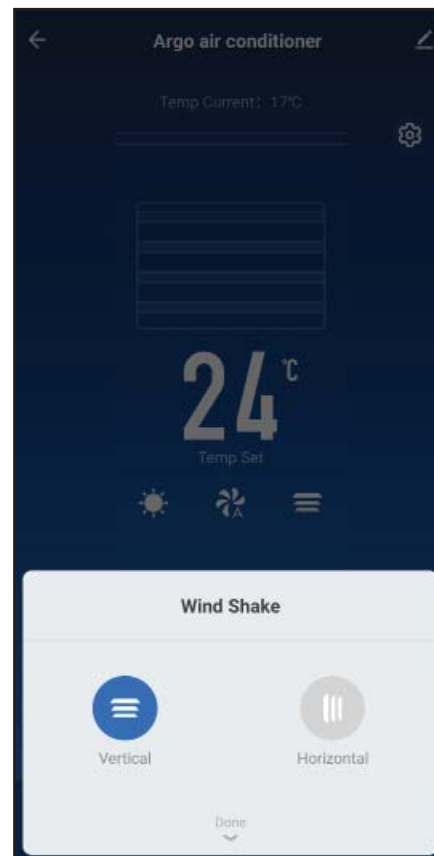 Argo air conditioner
Temp Current: 17°C
24 °C
Temp Set
A
Wind Shake
Vertical
Horizontal
Done